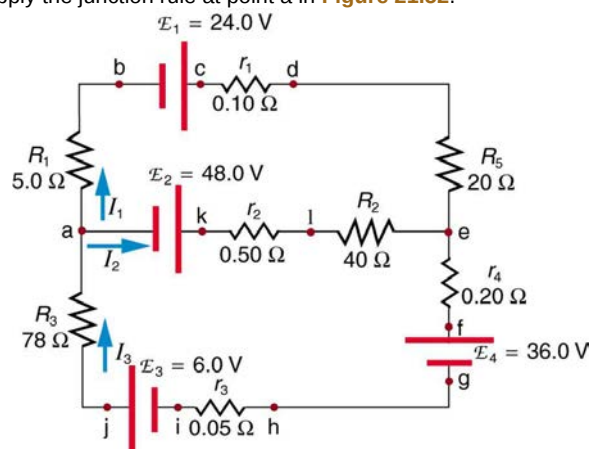 pply the junction rule at point a in Figure 21.52.
ℰ1 = 24.0 V
b c r1 d
0.10 Ω
R1
5.0 Ω
R5
20 Ω
ℰ2 = 48.0 V
I1
a
k r2 l R2
e
I2
0.50 Ω
40 Ω
r4
0.20 Ω
R3
78 Ω
f
I3
ℰ3 = 6.0 V
ℰ4 = 36.0 V
r3
g
j i 0.05 Ω h